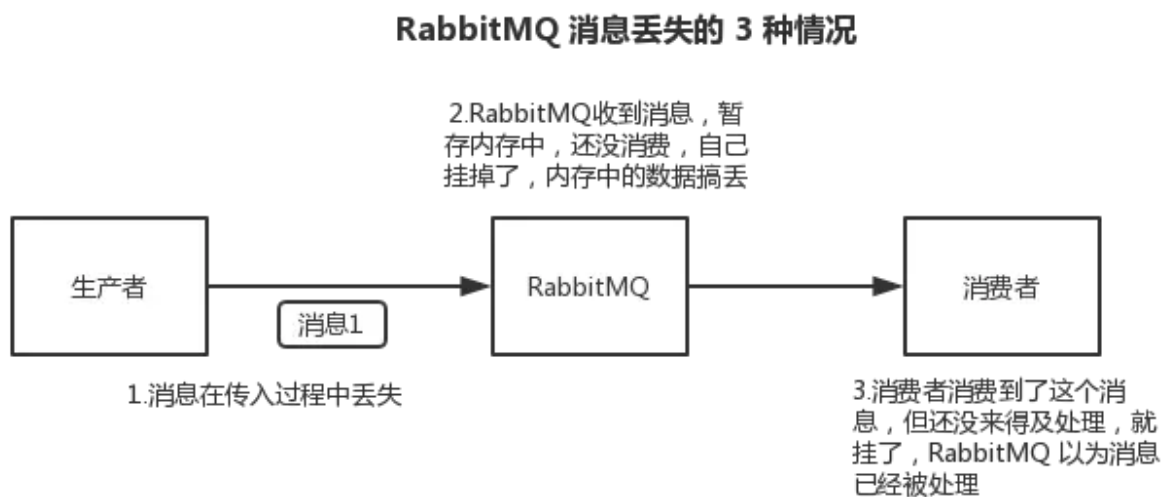 RabbitMQ 消息丢失的 3 种情况
2.RabbitMQ收到消息，暂
存内存中，还没消费，自己
挂掉了，内存中的数据搞丢
生产者
消息1
RabbitMQ
消费者
1.消息在传入过程中丢失
3.消费者消费到了这个消
息，但还没来得及处理，就
挂了，RabbitMQ 以为消息
已经被处理